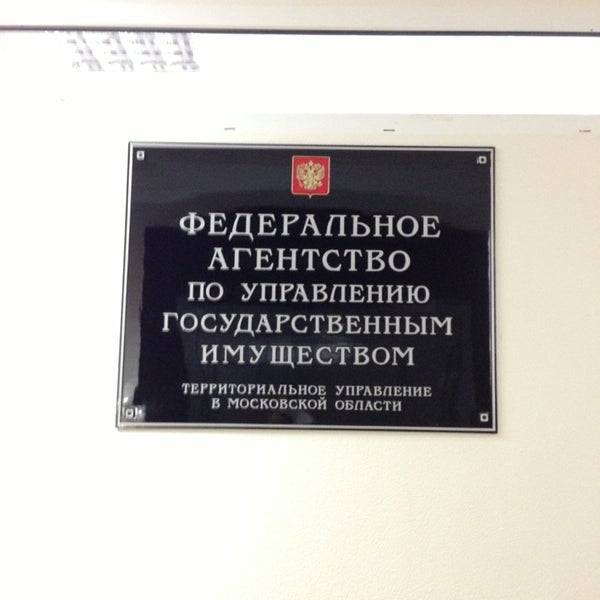 ФЕДЕРАЛЬНОЕ
АГЕНТСТВО
ПО УПРАВЛЕНИЮ
ГОСУДАРСТВЕННЫМ
ИМУЩЕСТВОМ
ТЕРРИТОРИАЛЬНОЕ УПРАВЛЕНИЕ
В МОСКОВСКОЙ ОБЛАСТИ